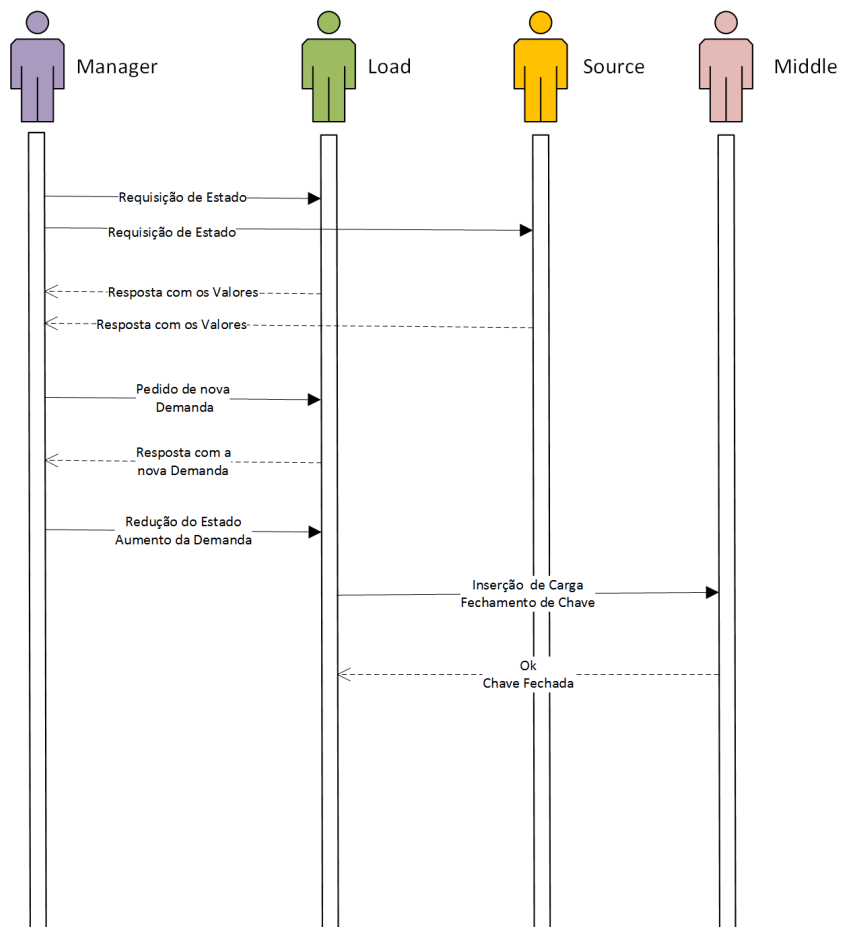 Manager
Load
Source
Middle
Requisição de Estado
Requisição de Estado
Resposta com os Valores
Resposta com os Valores
Pedido de nova
Demanda
Resposta com a
nova Demanda
Redução do Estado
Aumento da Demanda
Inserção de Carga
Fechamento de Chave
Ok
Chave Fechada